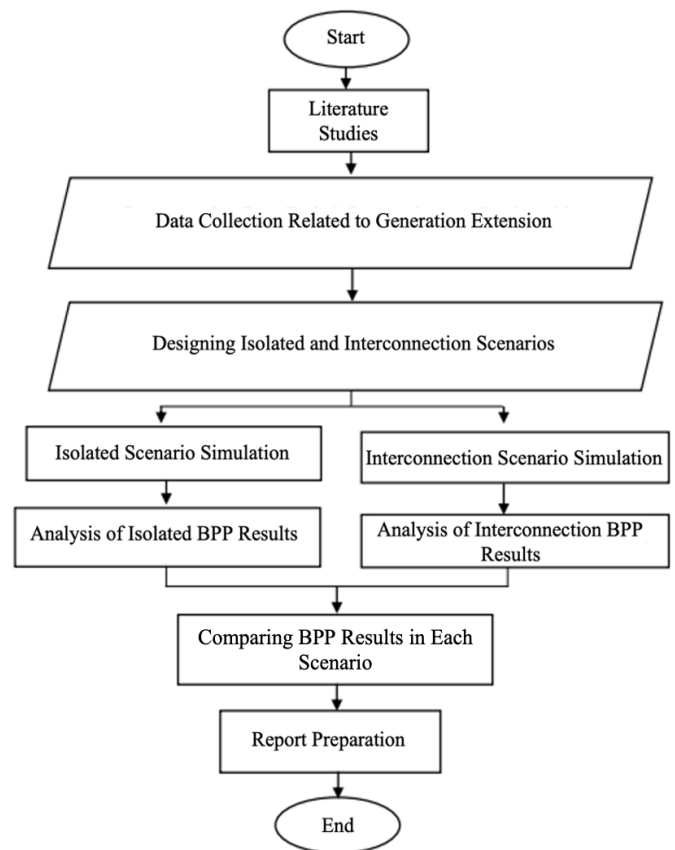 Start
Literature
Studies
Data Collection Related to Generation Extension
Designing Isolated and Interconnection Scenarios
Isolated Scenario Simulation
Interconnection Scenario Simulation
Analysis of Isolated BPP Results
Analysis of Interconnection BPP
Results
Comparing BPP Results in Each
Scenario
Report Preparation
End